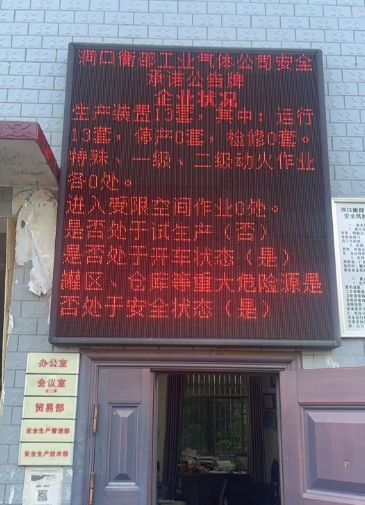 洞口衡邵工业气体公司安全
承诺公告牌
企业状况
生产装置13套，其中：运行
13套，停产0套，检修0套。
特殊、一级、二级动火作业
各0处。
进入受限空间作业0处。
是否处于试生产（否）
是否处于开车状态（是）
罐区、仓库等重大危险源是
否处于安全状态（是）
办公室
会议室
贸易部
安全生产管理部
安全生产技术部